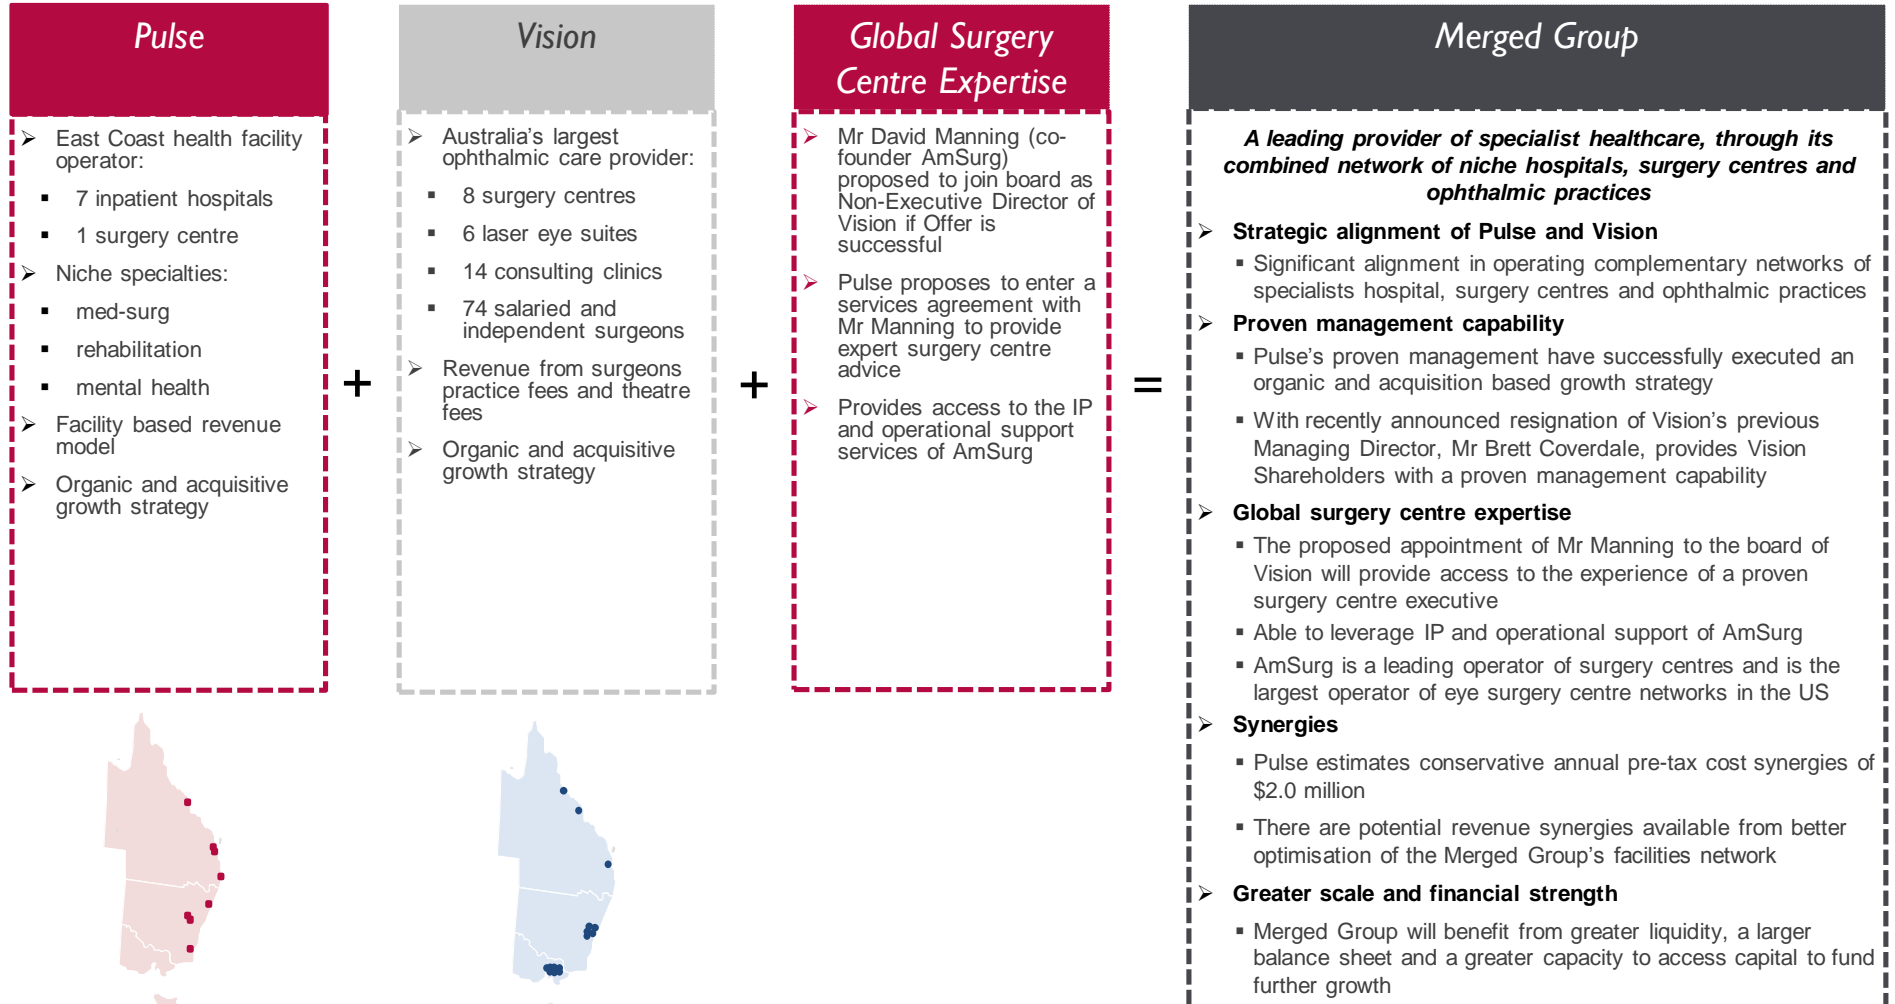 Pulse
➢ East Coast health facility
operator:
▪ 7 inpatient hospitals
▪ 1 surgery centre
➢ Niche specialties:
▪ med-surg
▪ rehabilitation
▪ mental health
➢ Facility based revenue
model
➢ Organic and acquisitive
growth strategy
+
Vision
➢ Australia's largest
ophthalmic care provider:
▪ 8 surgery centres
▪ 6 laser eye suites
▪ 14 consulting clinics
▪ 74 salaried and
independent surgeons
➢ Revenue from surgeons
practice fees and theatre
fees
➢ Organic and acquisitive
growth strategy
+
Global Surgery
Centre Expertise
➢ Mr David Manning (co-
founder AmSurg)
proposed to join board as
Non-Executive Director of
Vision if Offer is
successful
➢ Pulse proposes to enter a
services agreement with
Mr Manning to provide
expert surgery centre
advice
➢ Provides access to the IP
and operational support
services of AmSurg
=
Merged Group
A leading provider of specialist healthcare, through its
combined network of niche hospitals, surgery centres and
ophthalmic practices
➢ Strategic alignment of Pulse and Vision
▪ Significant alignment in operating complementary networks of
specialists hospital, surgery centres and ophthalmic practices
➢ Proven management capability
▪ Pulse's proven management have successfully executed an
organic and acquisition based growth strategy
▪ With recently announced resignation of Vision's previous
Managing Director, Mr Brett Coverdale, provides Vision
Shareholders with a proven management capability
➢ Global surgery centre expertise
▪ The proposed appointment of Mr Manning to the board of
Vision will provide access to the experience of a proven
surgery centre executive
▪ Able to leverage IP and operational support of AmSurg
▪ AmSurg is a leading operator of surgery centres and is the
largest operator of eye surgery centre networks in the US
➢ Synergies
▪ Pulse estimates conservative annual pre-tax cost synergies of
$2.0 million
▪ There are potential revenue synergies available from better
optimisation of the Merged Group's facilities network
➢ Greater scale and financial strength
▪ Merged Group will benefit from greater liquidity, a larger
balance sheet and a greater capacity to access capital to fund
further growth